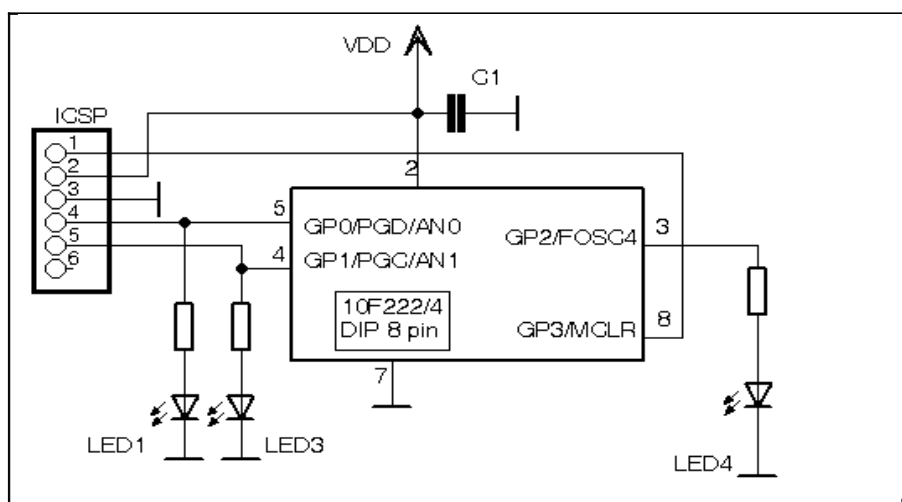 VDD
C1
ICSP
1
2
3
4
5
6
2
5
4
GP0/PGD/AN0
GP1/PGC/AN1
GP2/FOSC4
3
10F222/4
DIP 8 pin
GP3/MCLR
8
7
LED1
LED3
LED4